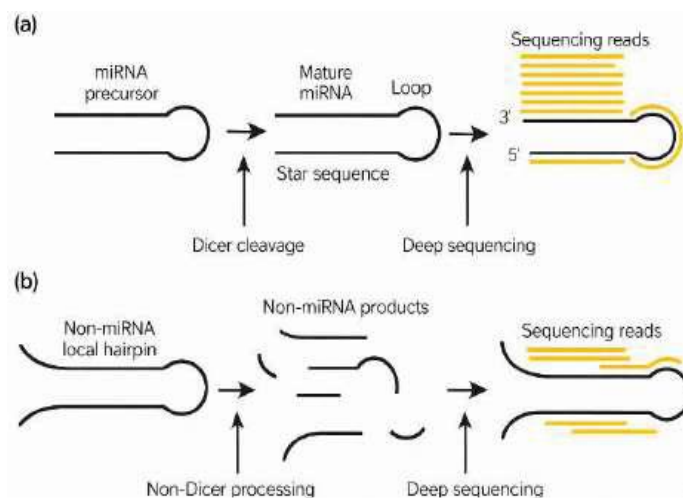 (a)
Sequencing reads
miRNA
precursor
Mature
miRNA
Loop
3'
5'
Star sequence
Dicer cleavage
Deep sequencing
(b)
Non-miRNA products
Non-miRNA
local hairpin
Sequencing reads
Non-Dicer processing
Deep sequencing